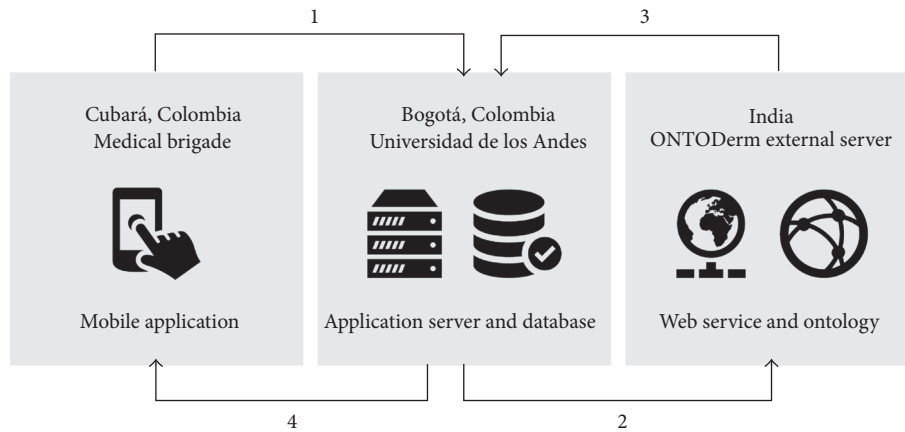 1
3
Cubará, Colombia
Medical brigade
Mobile application
Bogotá, Colombia
Universidad de los Andes
Application server and database
India
ONTODerm external server
Web service and ontology
4
2